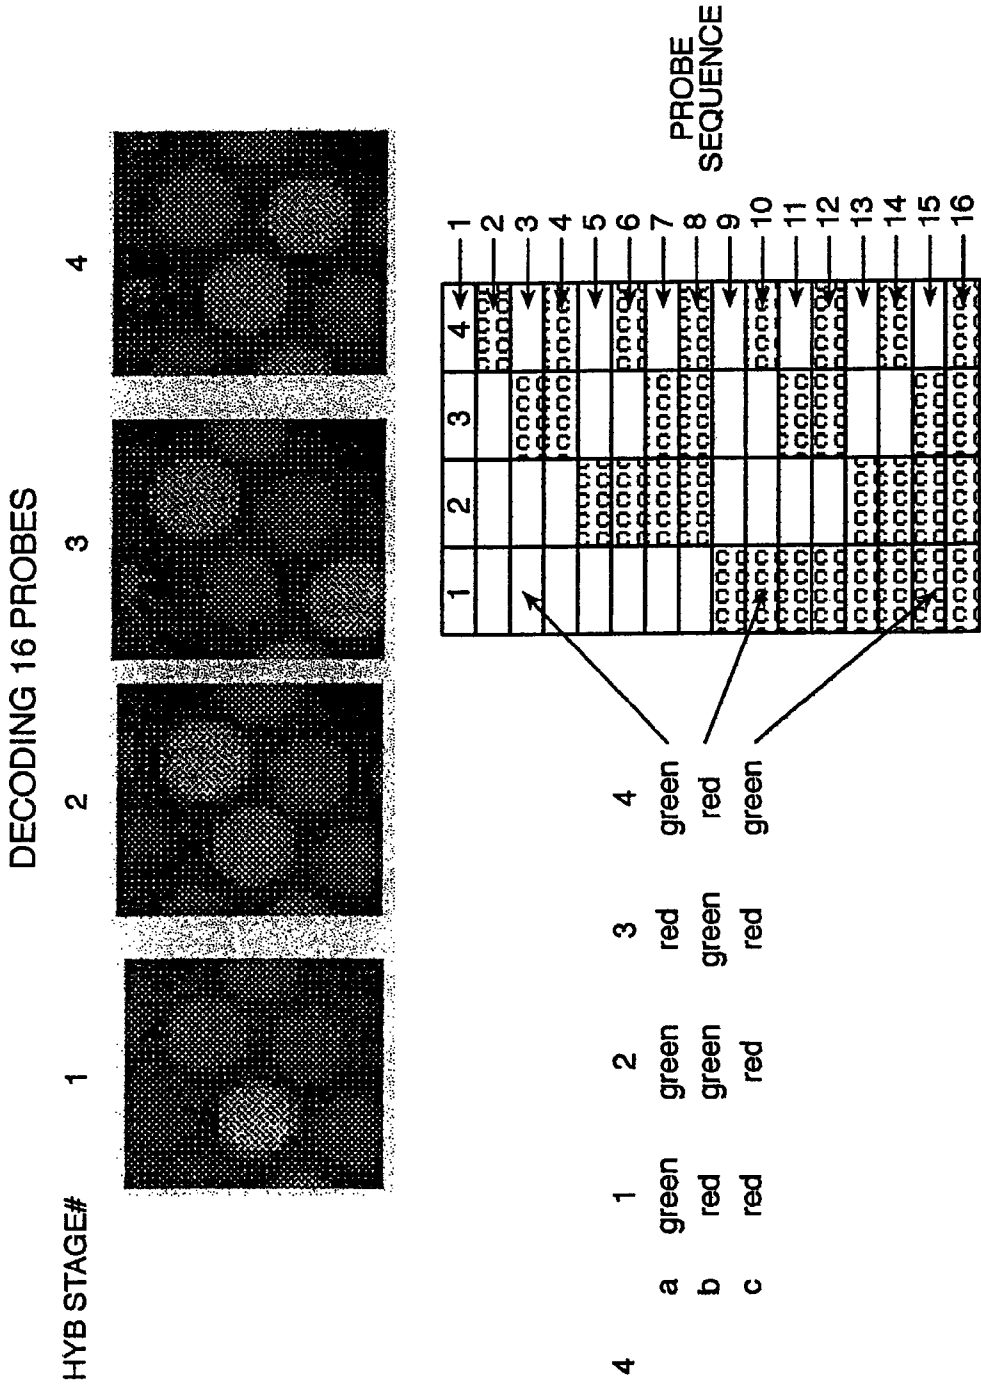 DECODING 16 PROBES
HYB STAGE# 1 2 3 4
4
1 2 3 4
a green green red green
b red green green red
c red red red green
1 2 3 4
1
2
3
4
5
6
7
8
9
10
11
12
13
14
15
16
PROBE
SEQUENCE